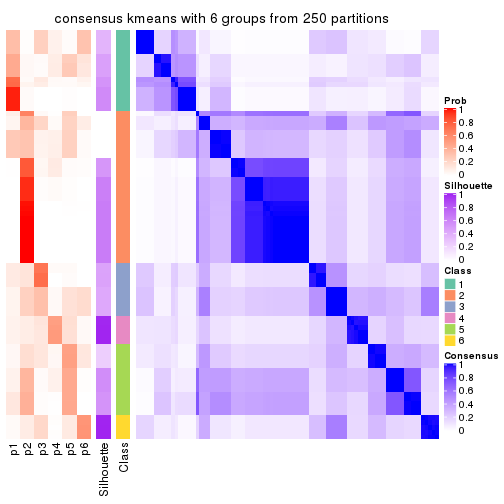 consensus kmeans with 6 groups from 250 partitions
Prob
1
0.8
0.6
0.4
0.2
0
Silhouette
1
0.8
0.6
0.4
0.2
0
Class
1
2
3
4
5
6
Consensus
1
0.8
0.6
0.4
0.2
0
p1
p2
p3
p4
p5
p6
Silhouette
Class